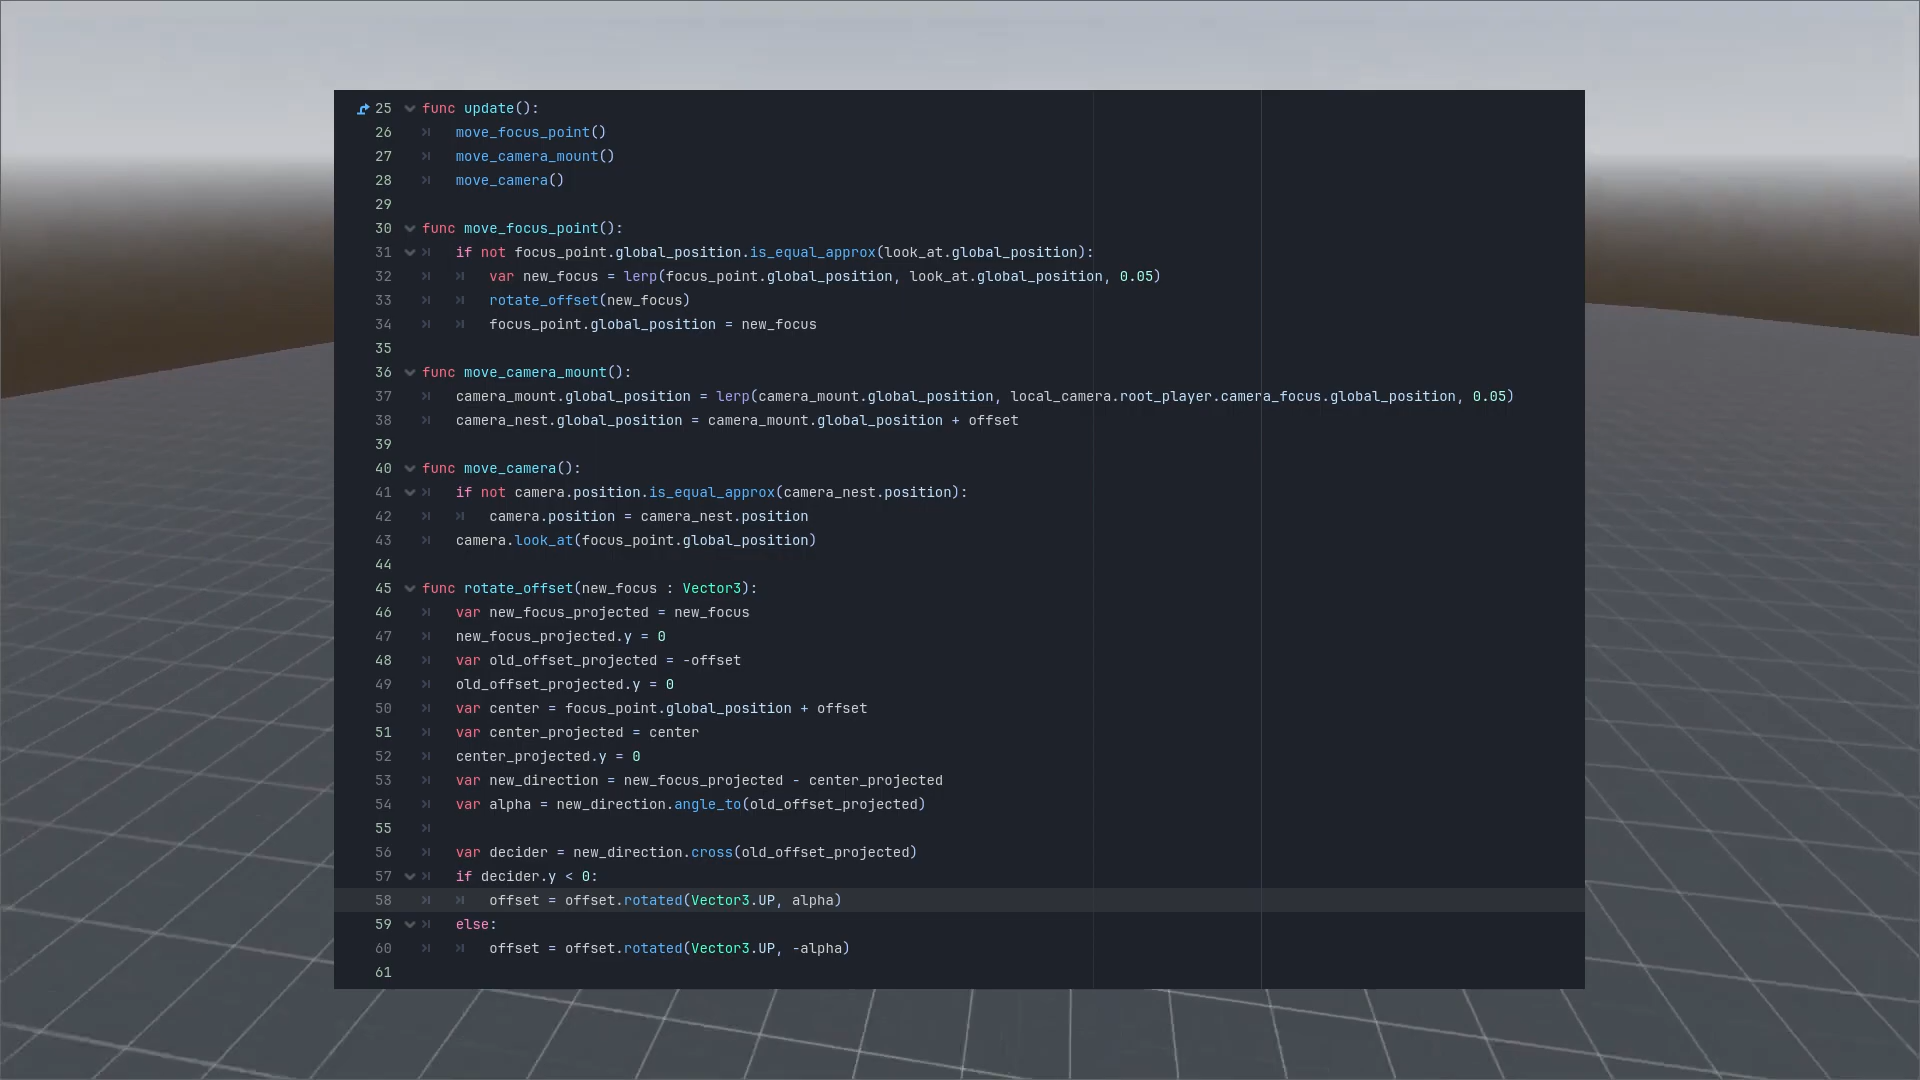 25 func update():
26 move_focus_point()
27 move_camera_mount()
28 move_camera()
29
30 func move_focus_point():
31 if not focus_point.global_position.is_equal_approx(look_at.global_position):
32 var new_focus = lerp(focus_point.global_position, look_at.global_position, 0.05)
33 rotate_offset(new_focus)
34 focus_point.global_position = new_focus
35
36 func move_camera_mount():
37 camera_mount.global_position = lerp(camera_mount.global_position, local_camera.root_player.camera_focus.global_position, 0.05)
38 camera_nest.global_position = camera_mount.global_position + offset
39
40 func move_camera():
41 if not camera.position.is_equal_approx(camera_nest.position):
42 camera.position = camera_nest.position
43 camera.look_at(focus_point.global_position)
44
45 func rotate_offset(new_focus : Vector3):
46 var new_focus_projected = new_focus
47 new_focus_projected.y = 0
48 var old_offset_projected = -offset
49 old_offset_projected.y = 0
50 var center = focus_point.global_position + offset
51 var center_projected = center
52 center_projected.y = 0
53 var new_direction = new_focus_projected - center_projected
54 var alpha = new_direction.angle_to(old_offset_projected)
55
56 var decider = new_direction.cross(old_offset_projected)
57 if decider.y < 0:
58 offset = offset.rotated(Vector3.UP, alpha)
59 else:
60 offset = offset.rotated(Vector3.UP, -alpha)
61